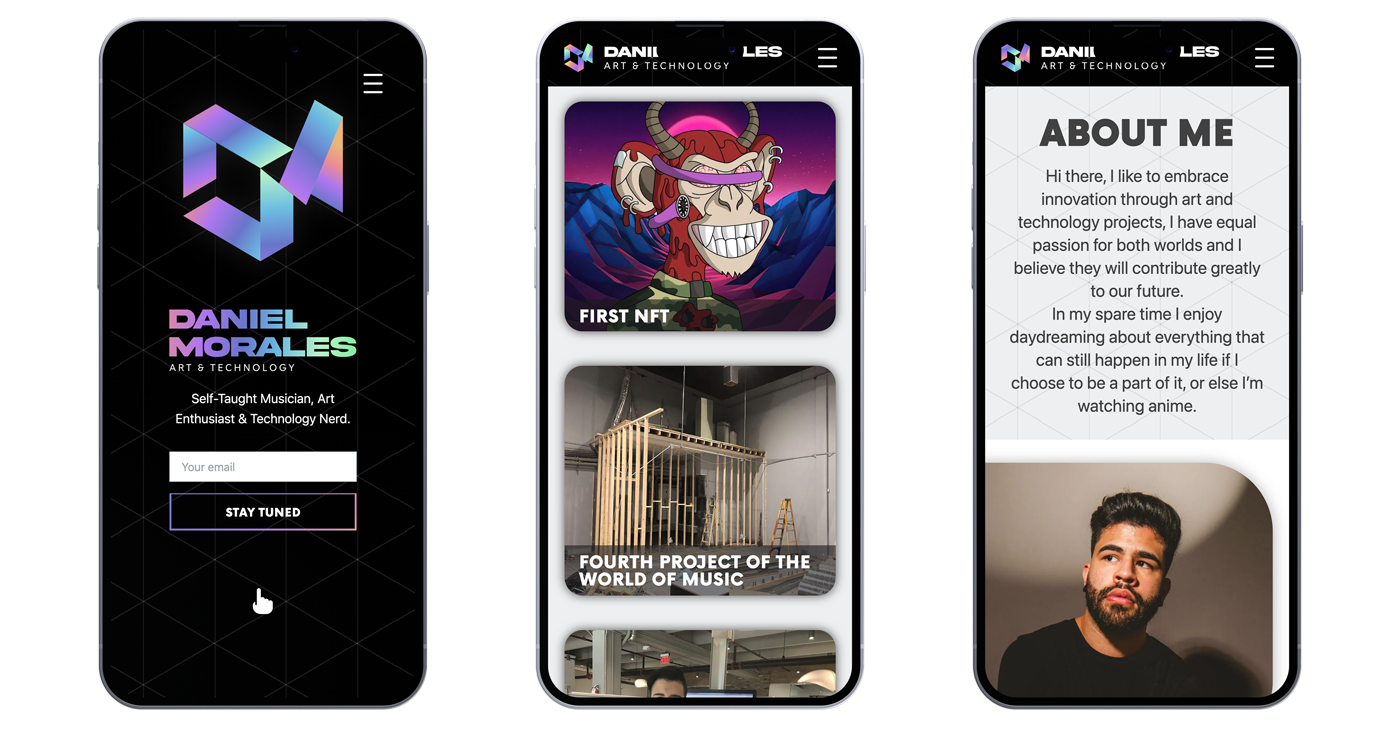 DANIEL
MORALES
ART & TECHNOLOGY
Self-Taught Musician, Art
Enthusiast & Technology Nerd.
Your email
STAY TUNED
DANI LES
ART & TECHNOLOGY
FIRST NFT
FOURTH PROJECT OF THE
WORLD OF MUSIC
DANI LES
ART & TECHNOLOGY
ABOUT ME
Hi there, I like to embrace
innovation through art and
technology projects, I have equal
passion for both worlds and I
believe they will contribute greatly
to our future.
In my spare time I enjoy
daydreaming about everything that
can still happen in my life if I
choose to be a part of it, or else I’m
watching anime.